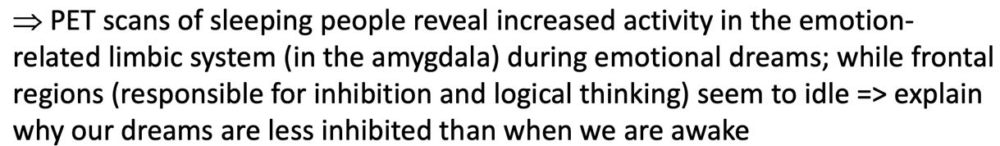 ⇒ PET scans of sleeping people reveal increased activity in the emotion-
related limbic system (in the amygdala) during emotional dreams; while frontal
regions (responsible for inhibition and logical thinking) seem to idle => explain
why our dreams are less inhibited than when we are awake